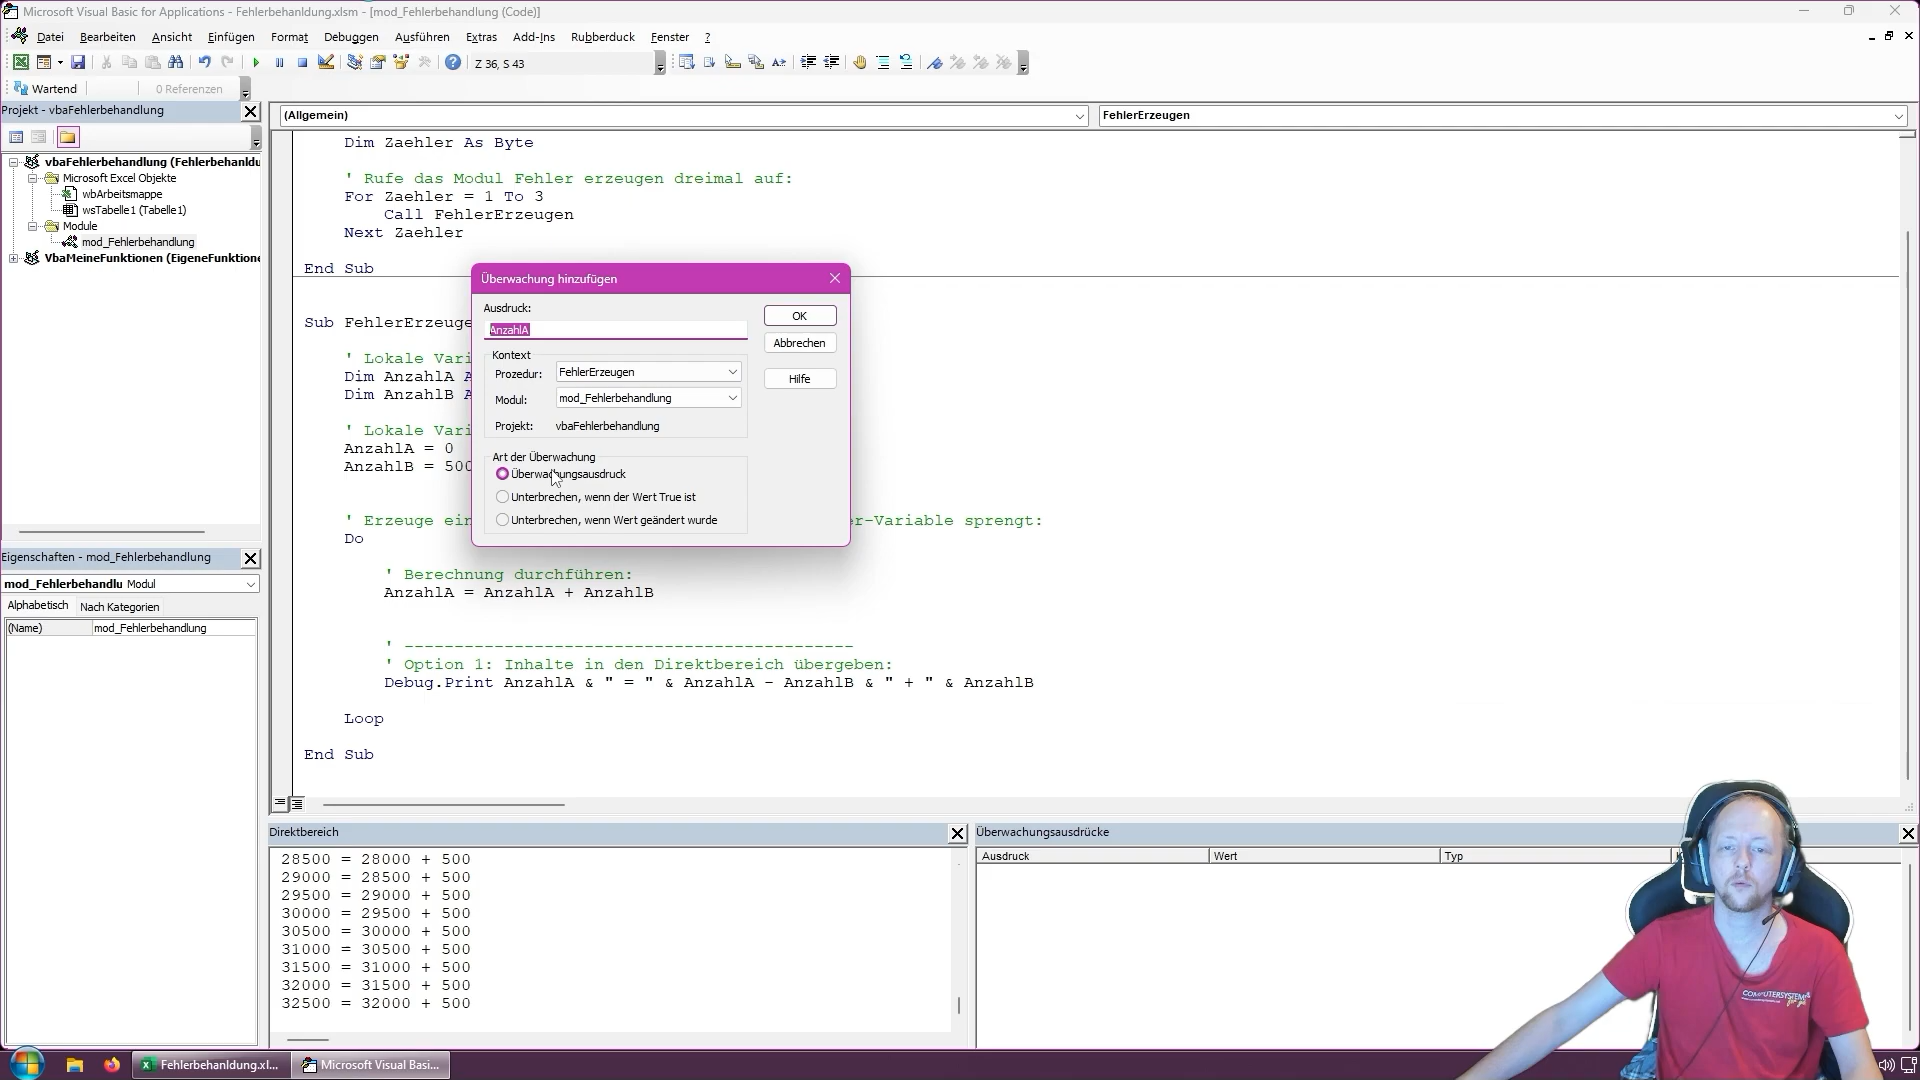 Microsoft Visual Basic for Applications - Fehlerbehanldung.xlsm - [mod_Fehlerbehandlung (Code)]
Datei Bearbeiten Ansicht Einfügen Format Debuggen Ausführen Extras Add-Ins Rubberduck Fenster ?
Z 36, S 43
Wartend 0 Referenzen
Projekt - vbaFehlerbehandlung
vbaFehlerbehandlung (Fehlerbehanldu
Microsoft Excel Objekte
wbArbeitsmappe
wsTabelle1 (Tabelle1)
Module
mod_Fehlerbehandlung
VbaMeineFunktionen (EigeneFunktione
Eigenschaften - mod_Fehlerbehandlung
mod_Fehlerbehandlu Modul
Alphabetisch Nach Kategorien
(Name) mod_Fehlerbehandlung
(Allgemein) FehlerErzeugen
Dim Zaehler As Byte
' Rufe das Modul Fehler erzeugen dreimal auf:
For Zaehler = 1 To 3
Call FehlerErzeugen
Next Zaehler
End Sub
Sub FehlerErzeuge
' Lokale Vari
Dim AnzahlA A
Dim AnzahlB A
' Lokale Vari
AnzahlA = 0
AnzahlB = 500
' Erzeuge ein er-Variable sprengt:
Do
' Berechnung durchführen:
AnzahlA = AnzahlA + AnzahlB
' ---------------------------------------------
' Option 1: Inhalte in den Direktbereich übergeben:
Debug.Print AnzahlA & " = " & AnzahlA - AnzahlB & " + " & AnzahlB
Loop
End Sub
Überwachung hinzufügen
Ausdruck:
AnzahlA
OK
Abbrechen
Hilfe
Kontext
Prozedur: FehlerErzeugen
Modul: mod_Fehlerbehandlung
Projekt: vbaFehlerbehandlung
Art der Überwachung
Überwachungsausdruck
Unterbrechen, wenn der Wert True ist
Unterbrechen, wenn Wert geändert wurde
Direktbereich
28500 = 28000 + 500
29000 = 28500 + 500
29500 = 29000 + 500
30000 = 29500 + 500
30500 = 30000 + 500
31000 = 30500 + 500
31500 = 31000 + 500
32000 = 31500 + 500
32500 = 32000 + 500
Überwachungsausdrücke
Ausdruck Wert Typ
COMPUTERSYSTEME
Fehlerbehanldung.xl... Microsoft Visual Basi...